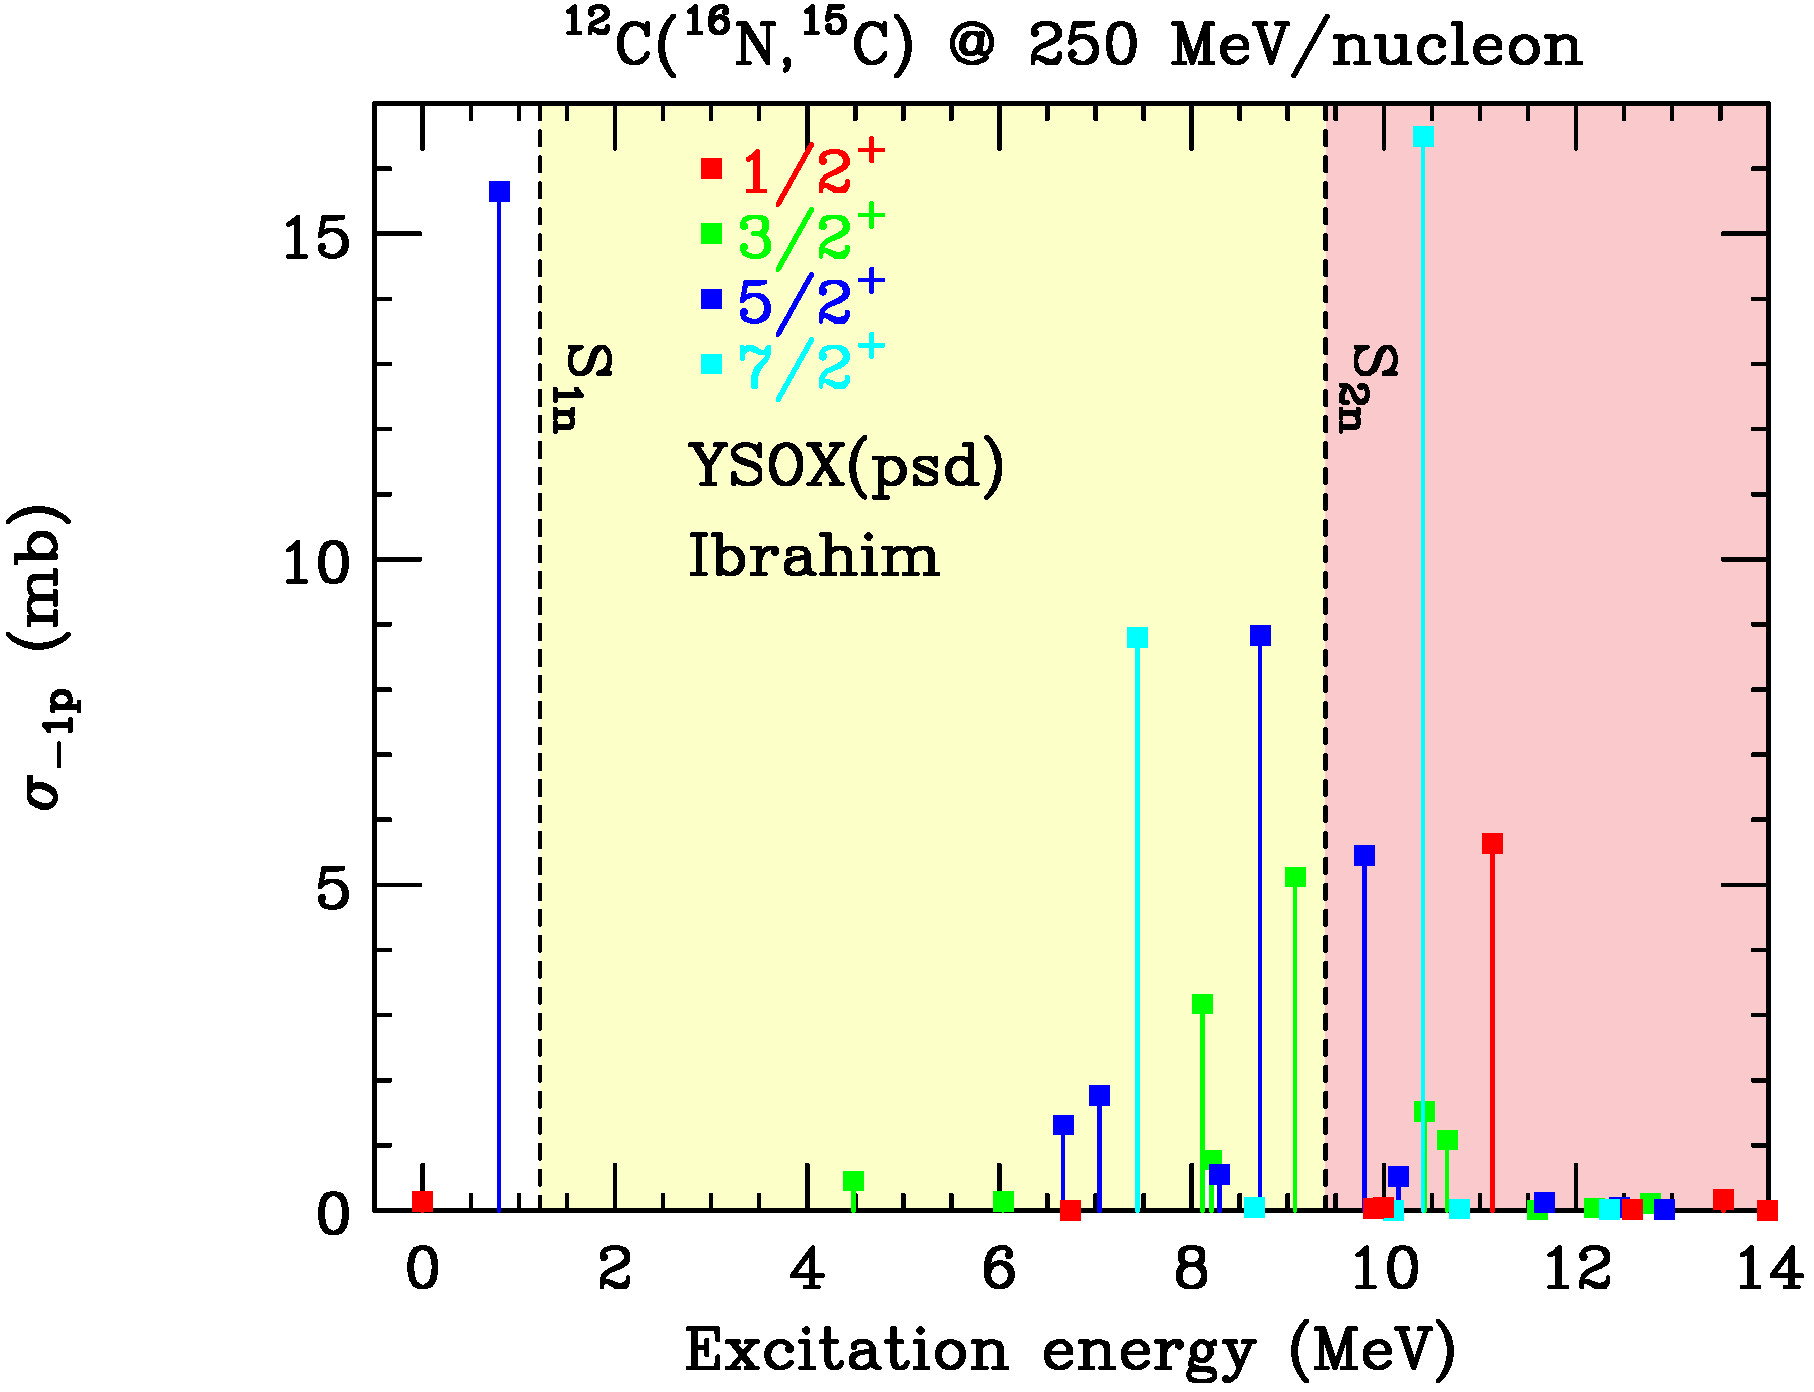 ¹²C(¹⁶N,¹⁵C) @ 250 MeV/nucleon
1/2⁺
3/2⁺
5/2⁺
7/2⁺
S₁ₙ
S₂ₙ
YSOX(psd)
Ibrahim
σ₋₁ₚ (mb)
15
10
5
0
0 2 4 6 8 10 12 14
Excitation energy (MeV)